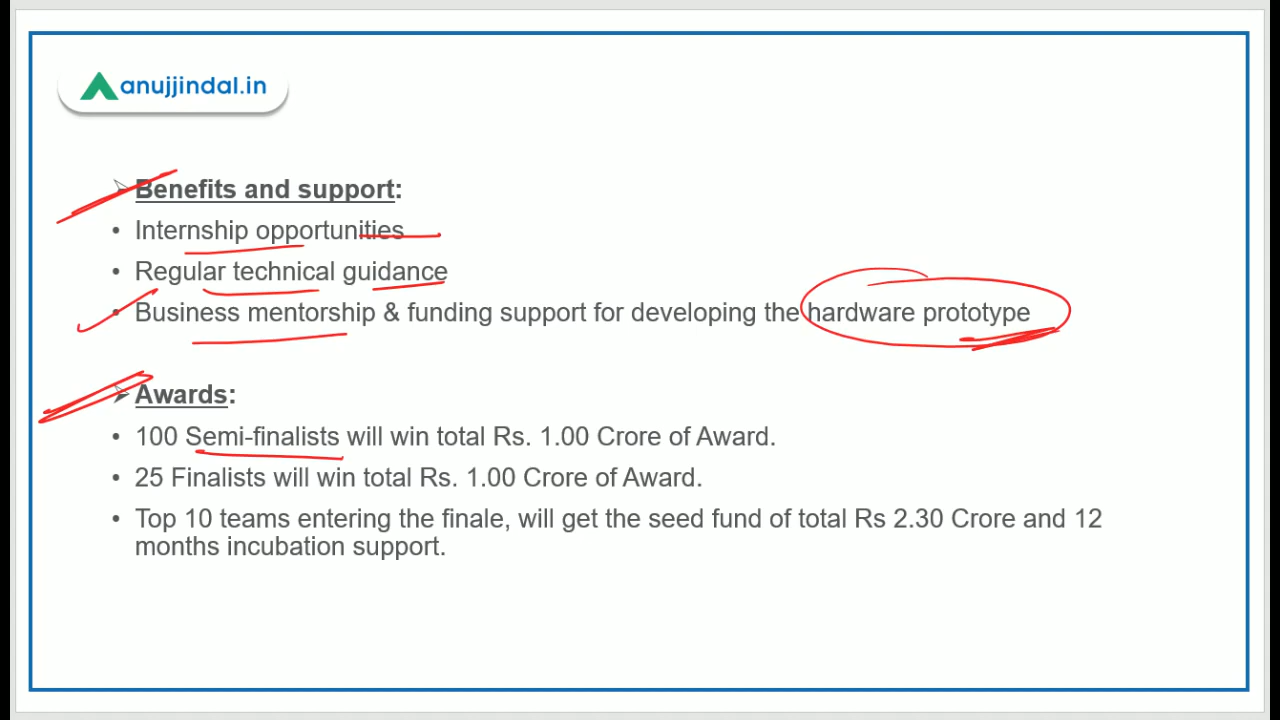 anujjindal.in
➢ Benefits and support:
• Internship opportunities
• Regular technical guidance
• Business mentorship & funding support for developing the hardware prototype
➢ Awards:
• 100 Semi-finalists will win total Rs. 1.00 Crore of Award.
• 25 Finalists will win total Rs. 1.00 Crore of Award.
• Top 10 teams entering the finale, will get the seed fund of total Rs 2.30 Crore and 12
months incubation support.